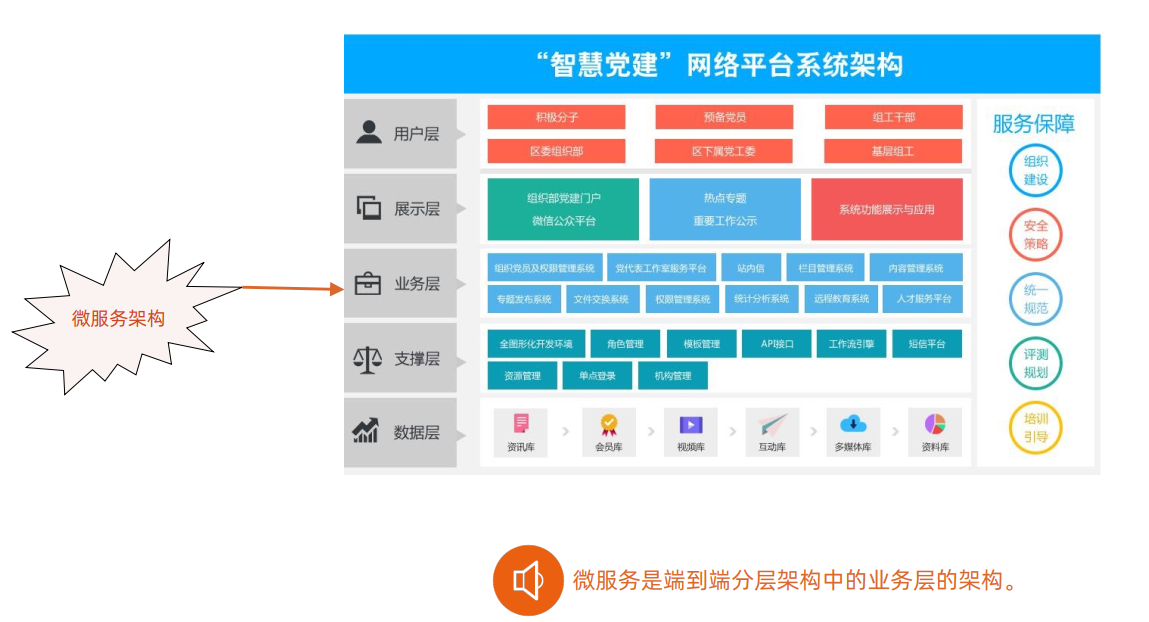 “智慧党建”网络平台系统架构
用户层
积极分子
预备党员
组工干部
区委组织部
区下属党工委
基层组工
展示层
组织部党建门户
微信公众平台
热点专题
重要工作公示
系统功能展示与应用
业务层
组织党员及权限管理系统
党代表工作室服务平台
站内信
栏目管理系统
内容管理系统
专题发布系统
文件交换系统
权限管理系统
统计分析系统
远程教育系统
人才服务平台
支撑层
全图形化开发环境
角色管理
模板管理
API接口
工作流引擎
短信平台
资源管理
单点登录
机构管理
数据层
资讯库
会员库
视频库
互动库
多媒体库
资料库
服务保障
组织
建设
安全
策略
统一
规范
评测
规划
培训
引导
微服务架构
微服务是端到端分层架构中的业务层的架构。